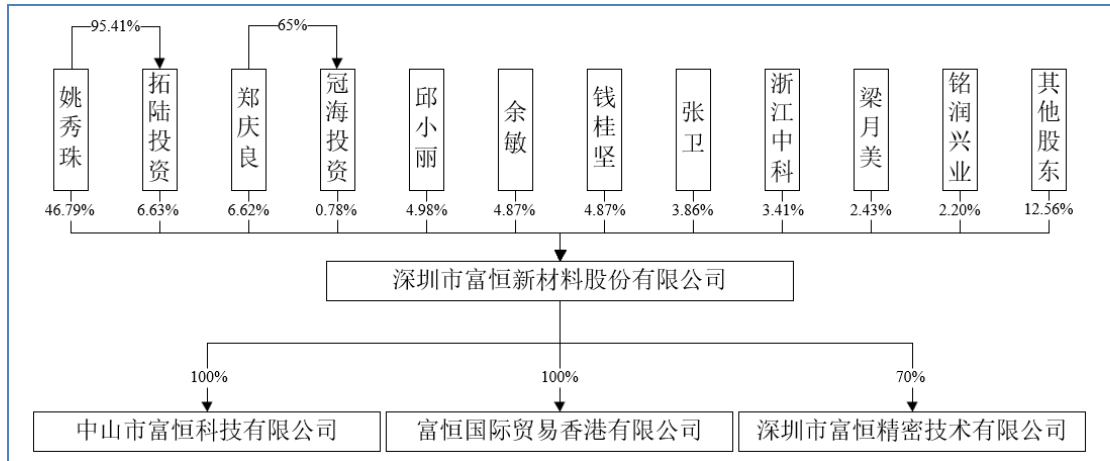 95.41%
65%
姚秀珠
拓陆投资
郑庆良
冠海投资
邱小丽
余敏
钱桂坚
张卫
浙江中科
梁月美
铭润兴业
其他股东
46.79%
6.63%
6.62%
0.78%
4.98%
4.87%
4.87%
3.86%
3.41%
2.43%
2.20%
12.56%
深圳市富恒新材料股份有限公司
100%
100%
70%
中山市富恒科技有限公司
富恒国际贸易香港有限公司
深圳市富恒精密技术有限公司